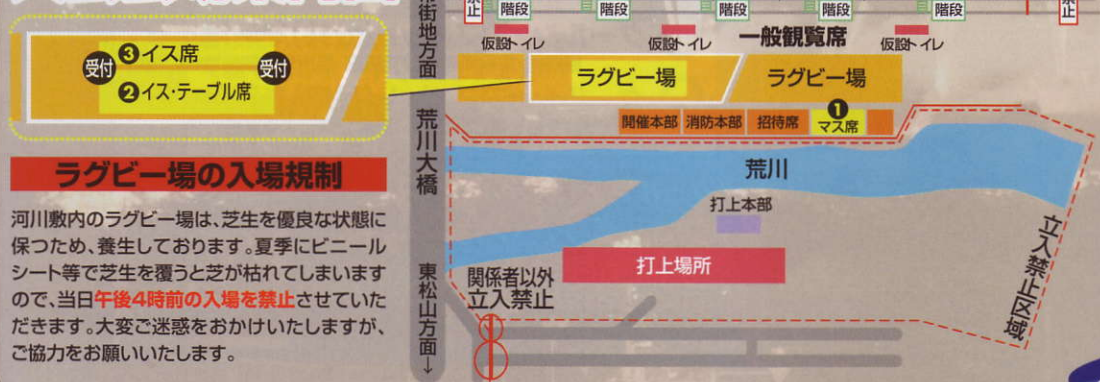 禁止
階段
階段
階段
階段
禁止
街地方面
仮設トイレ
仮設トイレ
一般観覧席
仮設トイレ
❸イス席
受付
受付
❷イス・テーブル席
ラグビー場
ラグビー場
開催本部
消防本部
招待席
❶
マス席
荒川大橋
荒川
打上本部
打上場所
関係者以外
立入禁止
立入禁止区域
東松山方面→
ラグビー場の入場規制
河川敷内のラグビー場は、芝生を優良な状態に
保つため、養生しております。夏季にビニール
シート等で芝生を覆うと芝が枯れてしまいます
ので、当日午後4時前の入場を禁止させていた
だきます。大変ご迷惑をおかけいたしますが、
ご協力をお願いいたします。